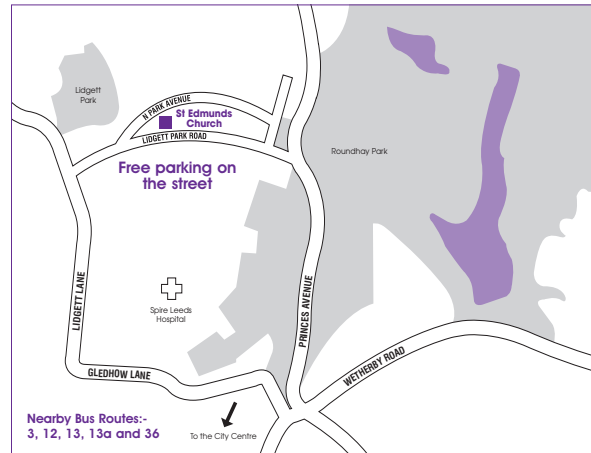 Lidgett
Park
N PARK AVENUE
St Edmunds
Church
LIDGETT PARK ROAD
Roundhay Park
Free parking on
the street
LIDGETT LANE
Spire Leeds
Hospital
PRINCES AVENUE
WETHERBY ROAD
GLEDHOW LANE
Nearby Bus Routes:-
3, 12, 13, 13a and 36
To the City Centre